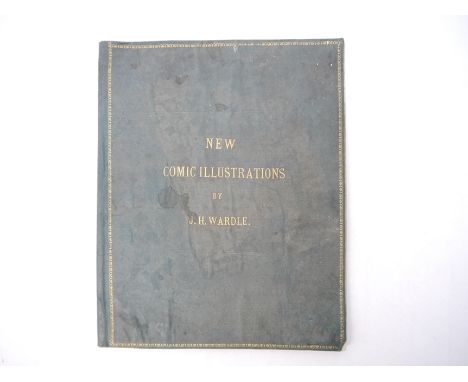 NEW
COMIC ILLUSTRATIONS
BY
J. H. WARDLE.